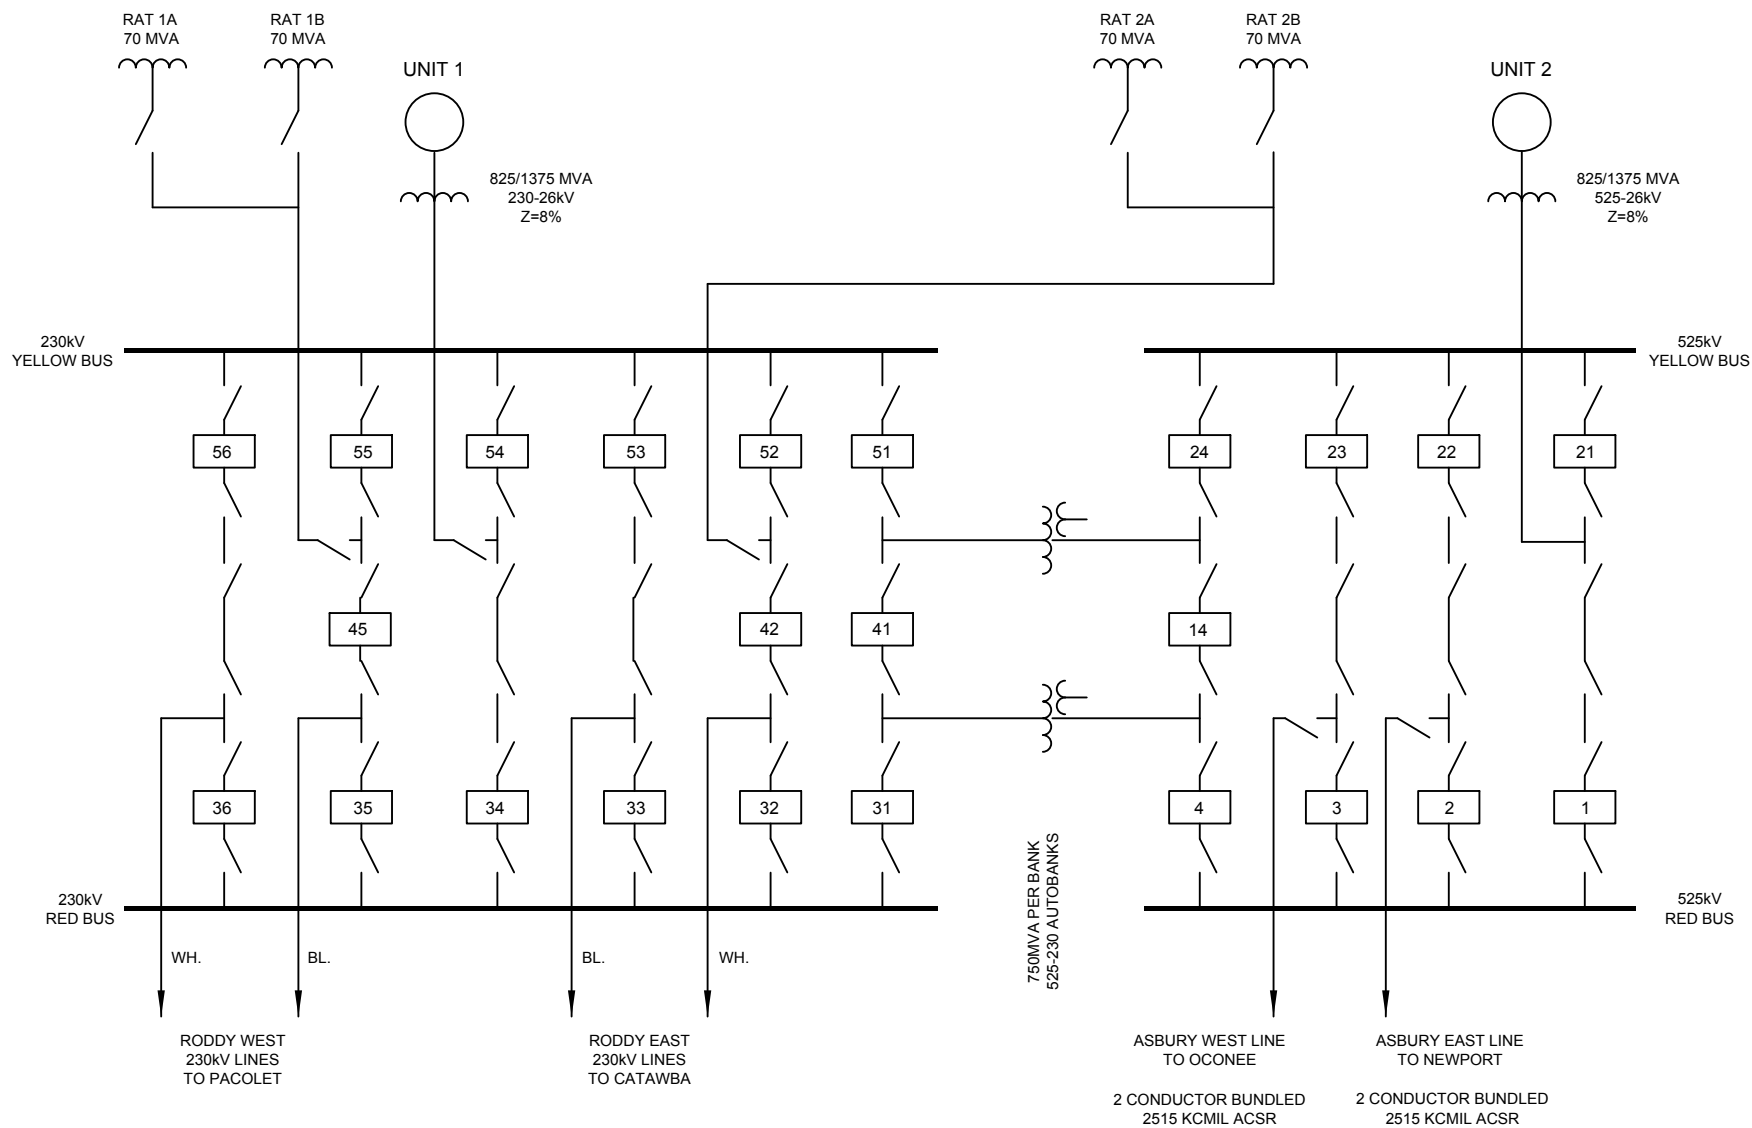 RAT 1A
70 MVA
RAT 1B
70 MVA
RAT 2A
70 MVA
RAT 2B
70 MVA
UNIT 1
UNIT 2
825/1375 MVA
230-26kV
Z=8%
825/1375 MVA
525-26kV
Z=8%
230kV
YELLOW BUS
525kV
YELLOW BUS
56
55
54
53
52
51
24
23
22
21
45
42
41
14
36
35
34
33
32
31
4
3
2
1
750MVA PER BANK
525-230 AUTOBANKS
230kV
RED BUS
525kV
RED BUS
WH.
BL.
BL.
WH.
RODDY WEST
230kV LINES
TO PACOLET
RODDY EAST
230kV LINES
TO CATAWBA
ASBURY WEST LINE
TO OCONEE
2 CONDUCTOR BUNDLED
2515 KCMIL ACSR
ASBURY EAST LINE
TO NEWPORT
2 CONDUCTOR BUNDLED
2515 KCMIL ACSR